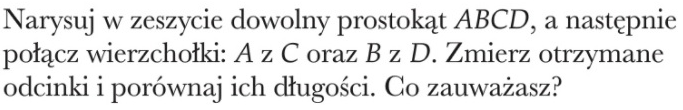 Narysuj w zeszycie dowolny prostokąt ABCD, a następnie
połącz wierzchołki: A z C oraz B z D. Zmierz otrzymane
odcinki i porównaj ich długości. Co zauważasz?